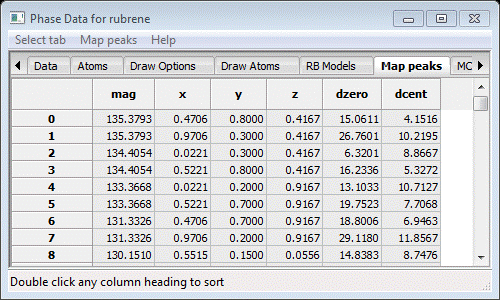 Phase Data for rubrene
Select tab Map peaks Help
Data Atoms Draw Options Draw Atoms RB Models Map peaks MC
mag x y z dzero dcent
0 135.3793 0.4706 0.8000 0.4167 15.0611 4.1516
1 135.3793 0.9706 0.3000 0.4167 26.7601 10.2195
2 134.4054 0.0221 0.3000 0.4167 6.3201 8.8667
3 134.4054 0.5221 0.8000 0.4167 16.2336 5.3272
4 133.3668 0.0221 0.2000 0.9167 13.1033 10.7127
5 133.3668 0.5221 0.7000 0.9167 19.7523 7.7068
6 131.3326 0.4706 0.7000 0.9167 18.8006 6.9463
7 131.3326 0.9706 0.2000 0.9167 29.1180 11.8567
8 130.1510 0.5515 0.1500 0.0556 14.8383 8.7476
Double click any column heading to sort